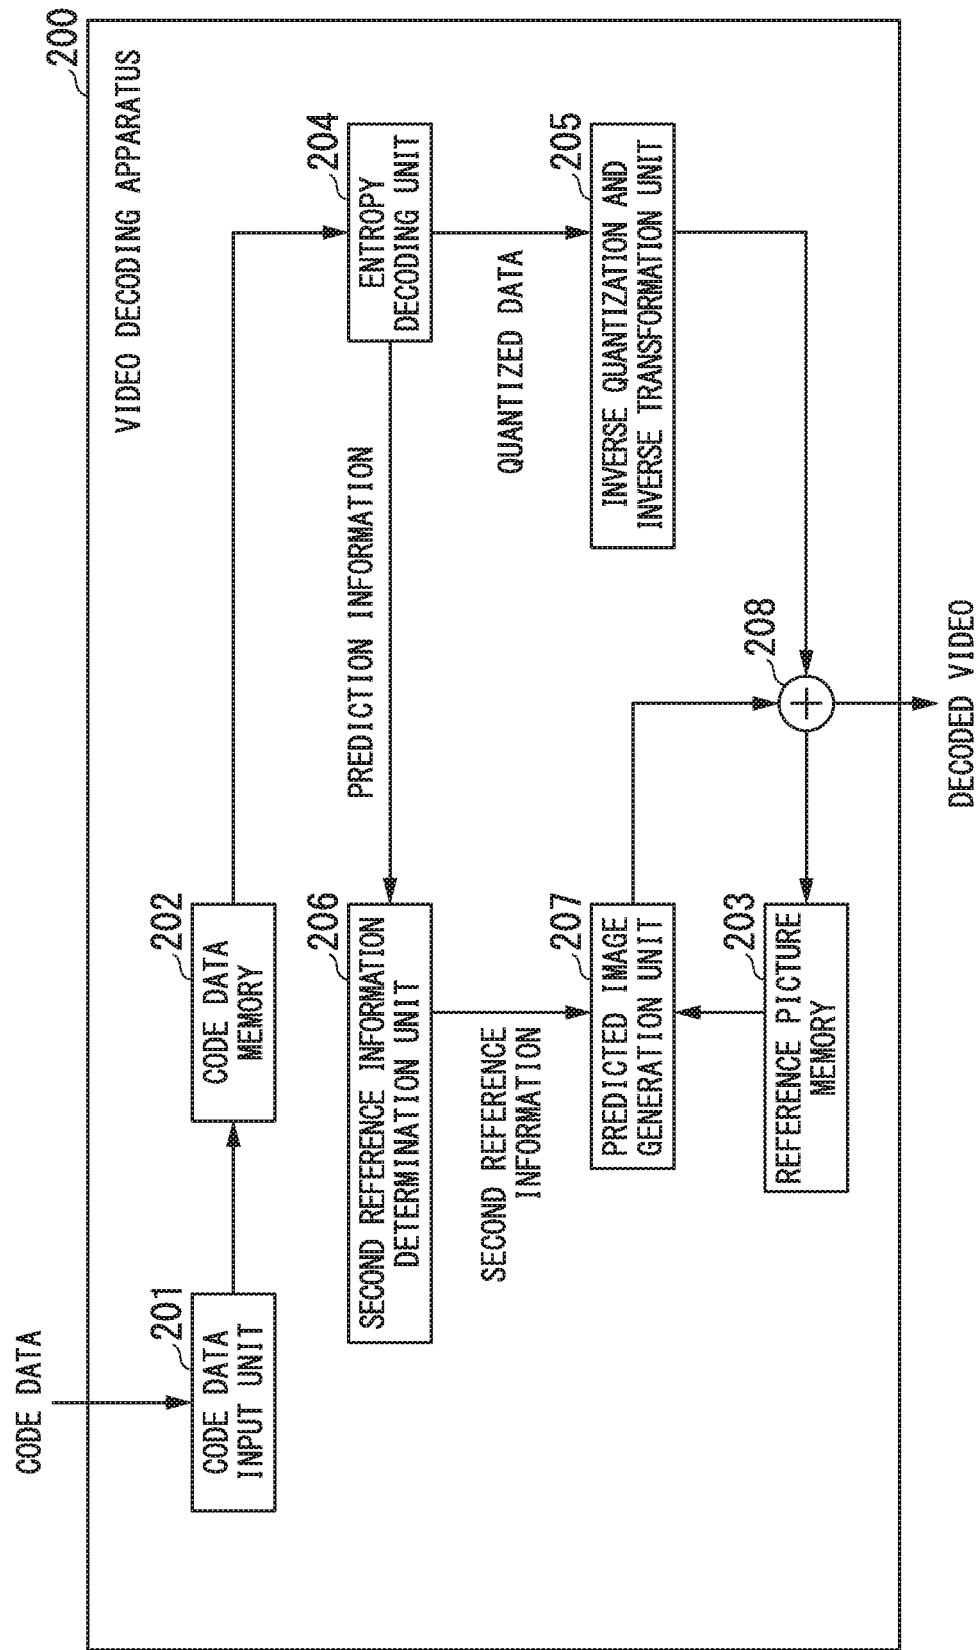 200
VIDEO DECODING APPARATUS
CODE DATA
201
CODE DATA
INPUT UNIT
202
CODE DATA
MEMORY
204
ENTROPY
DECODING UNIT
PREDICTION INFORMATION
QUANTIZED DATA
206
SECOND REFERENCE INFORMATION
DETERMINATION UNIT
SECOND REFERENCE
INFORMATION
205
INVERSE QUANTIZATION AND
INVERSE TRANSFORMATION UNIT
207
PREDICTED IMAGE
GENERATION UNIT
208
+
203
REFERENCE PICTURE
MEMORY
DECODED VIDEO